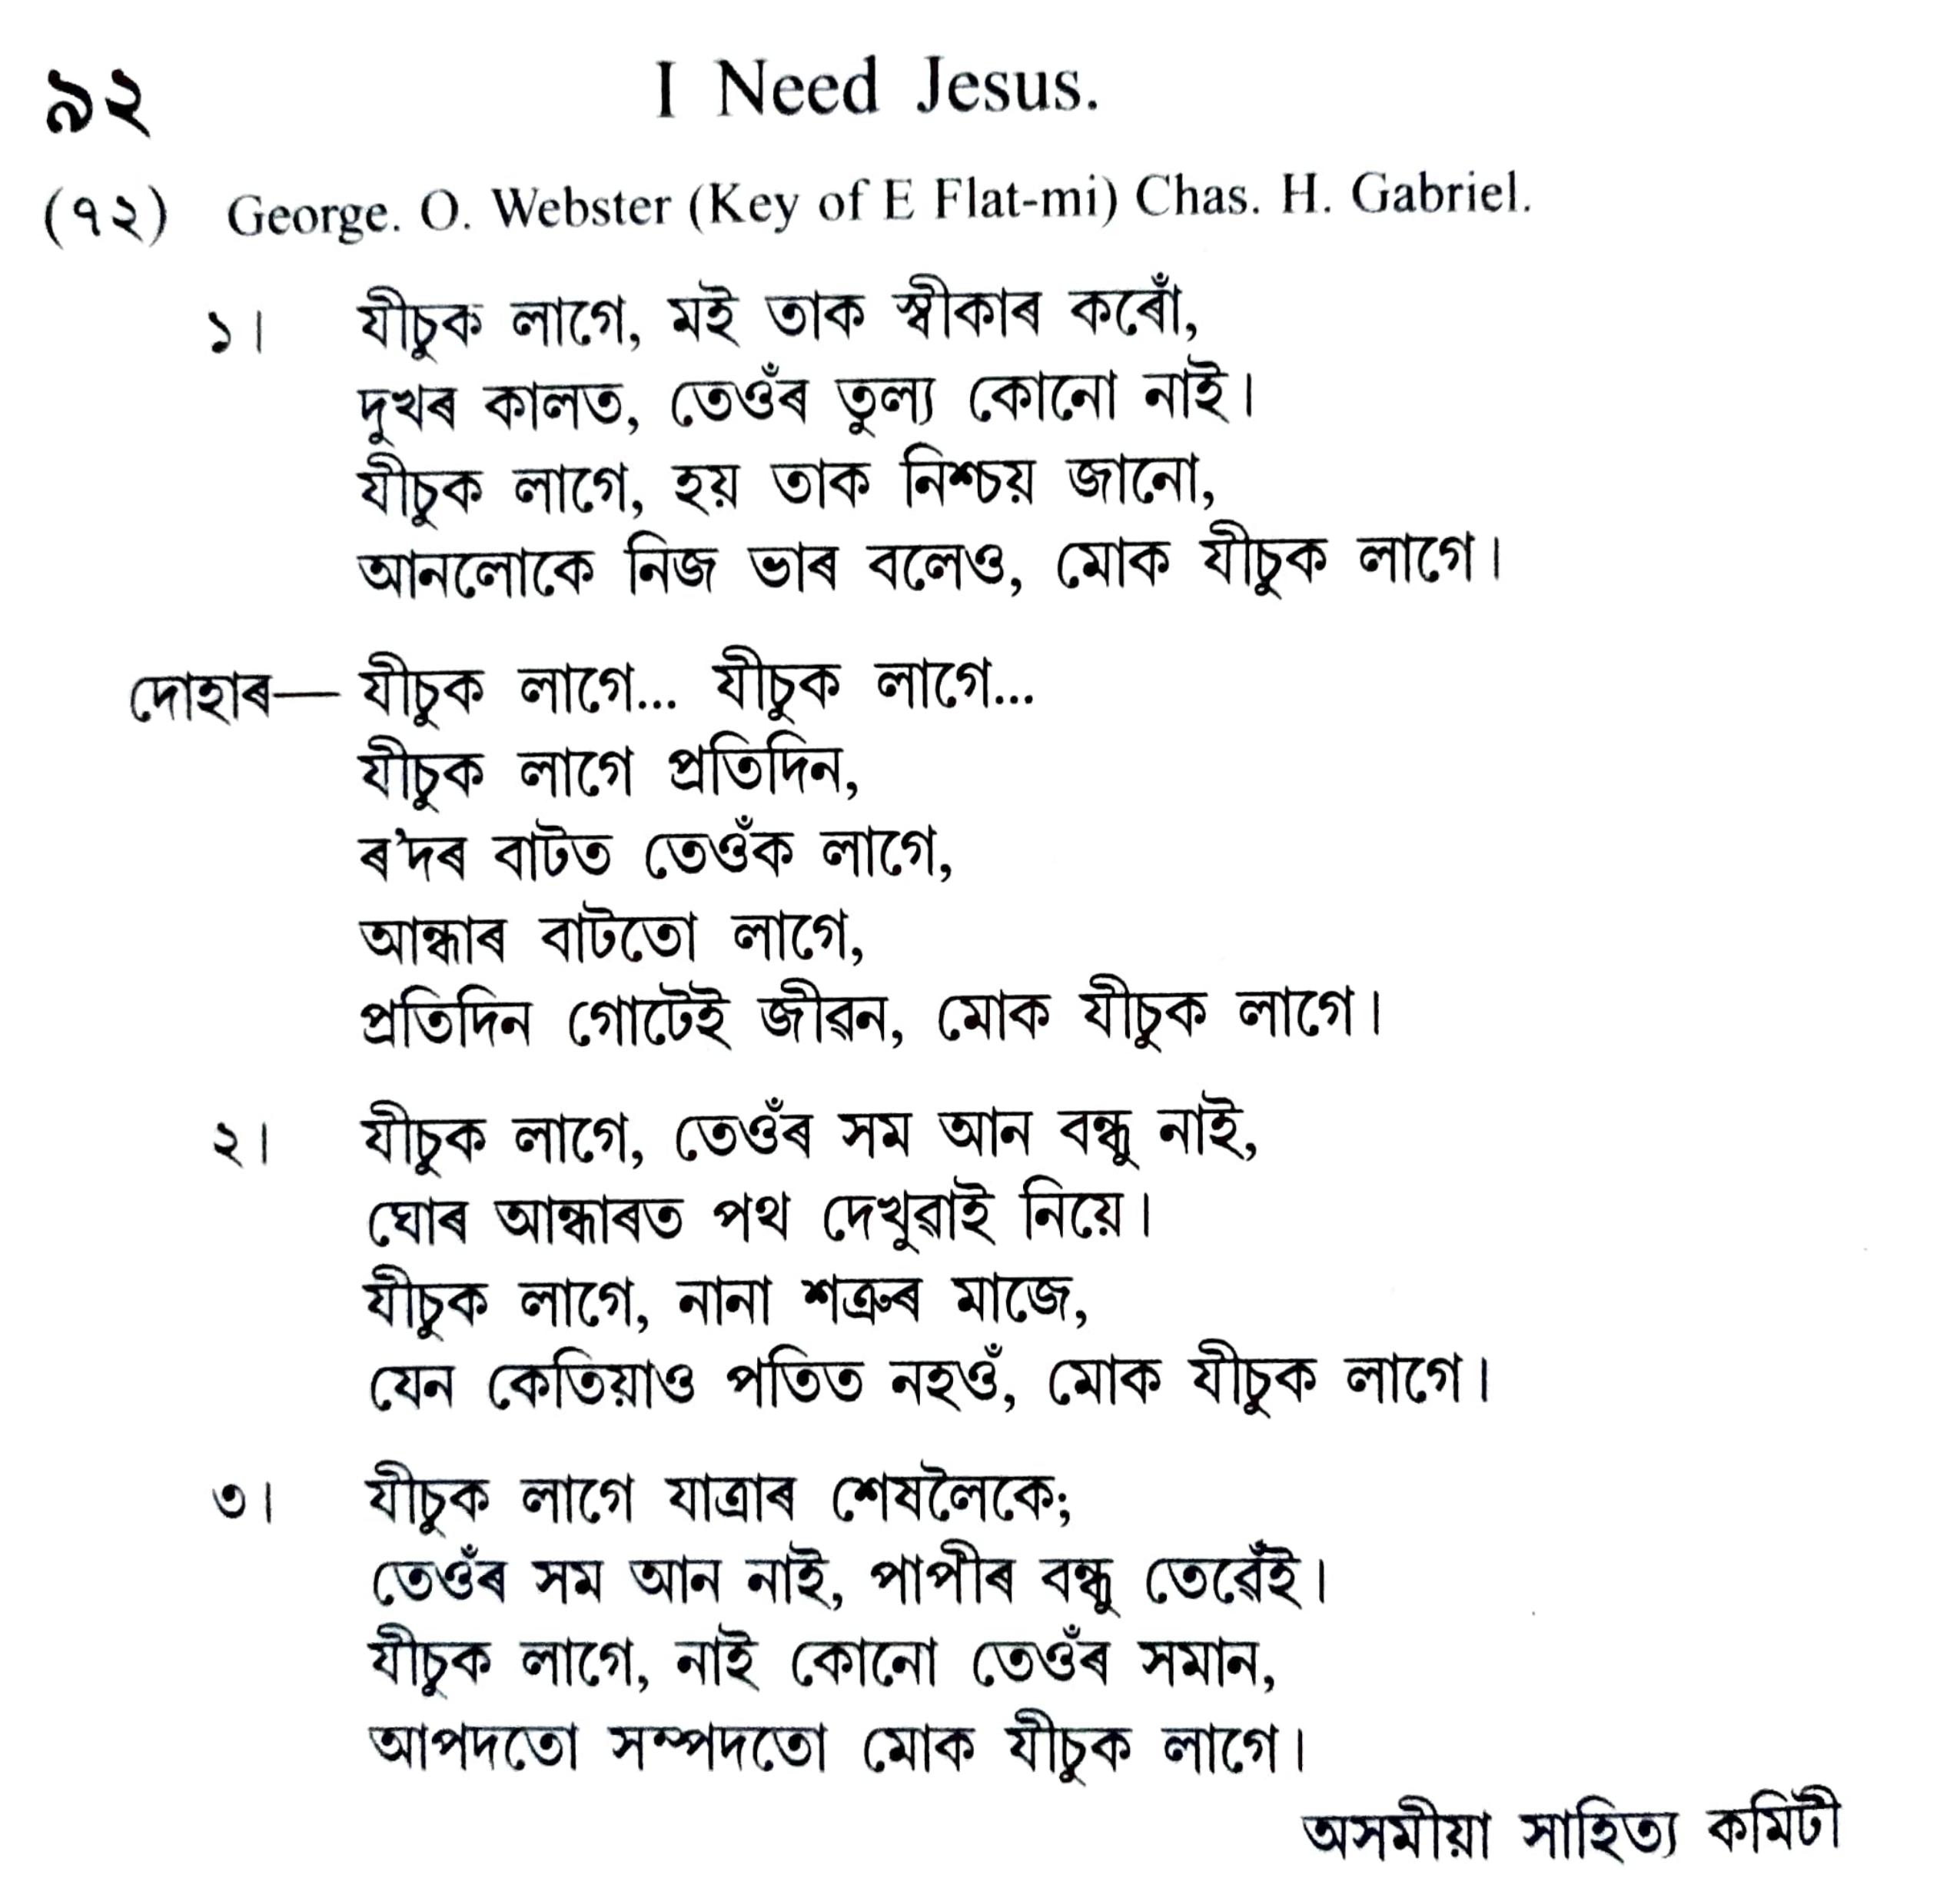 ৯২ I Need Jesus.
(৭২) George. O. Webster (Key of E Flat-mi) Chas. H. Gabriel.
১। যীচুক লাগে, মই তাক স্বীকাৰ কৰোঁ,
দুখৰ কালত, তেওঁৰ তুল্য কোনো নাই।
যীচুক লাগে, হয় তাক নিশ্চয় জানো,
আনলোকে নিজ ভাৰ বলেও, মোক যীচুক লাগে।
দোহাৰ— যীচুক লাগে... যীচুক লাগে...
যীচুক লাগে প্ৰতিদিন,
ৰ’দৰ বাটত তেওঁক লাগে,
আন্ধাৰ বাটতো লাগে,
প্ৰতিদিন গোটেই জীৱন, মোক যীচুক লাগে।
২। যীচুক লাগে, তেওঁৰ সম আন বন্ধু নাই,
ঘোৰ আন্ধাৰত পথ দেখুৱাই নিয়ে।
যীচুক লাগে, নানা শত্ৰুৰ মাজে,
যেন কেতিয়াও পতিত নহওঁ, মোক যীচুক লাগে।
৩। যীচুক লাগে যাত্ৰাৰ শেষলৈকে;
তেওঁৰ সম আন নাই, পাপীৰ বন্ধু তেৱেঁই।
যীচুক লাগে, নাই কোনো তেওঁৰ সমান,
আপদতো সম্পদতো মোক যীচুক লাগে।
অসমীয়া সাহিত্য কমিটী